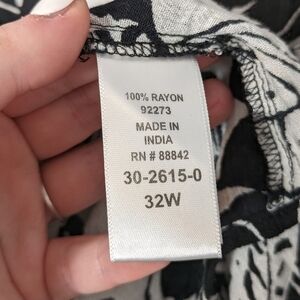 100% RAYON
92273
MADE IN
INDIA
RN # 88842
30-2615-0
32W